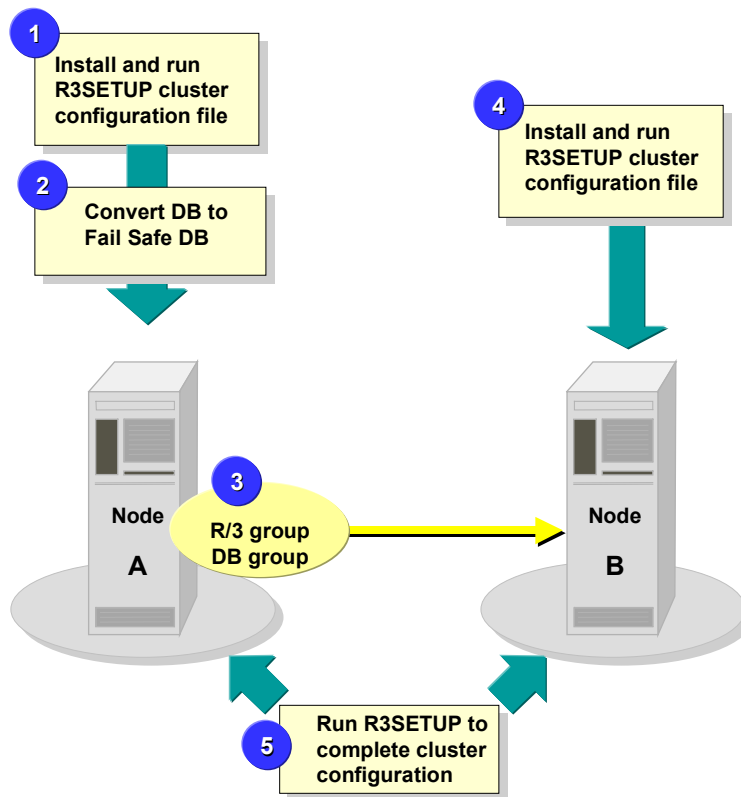 1
Install and run
R3SETUP cluster
configuration file
2
Convert DB to
Fail Safe DB
4
Install and run
R3SETUP cluster
configuration file
3
R/3 group
DB group
Node
A
Node
B
5
Run R3SETUP to
complete cluster
configuration